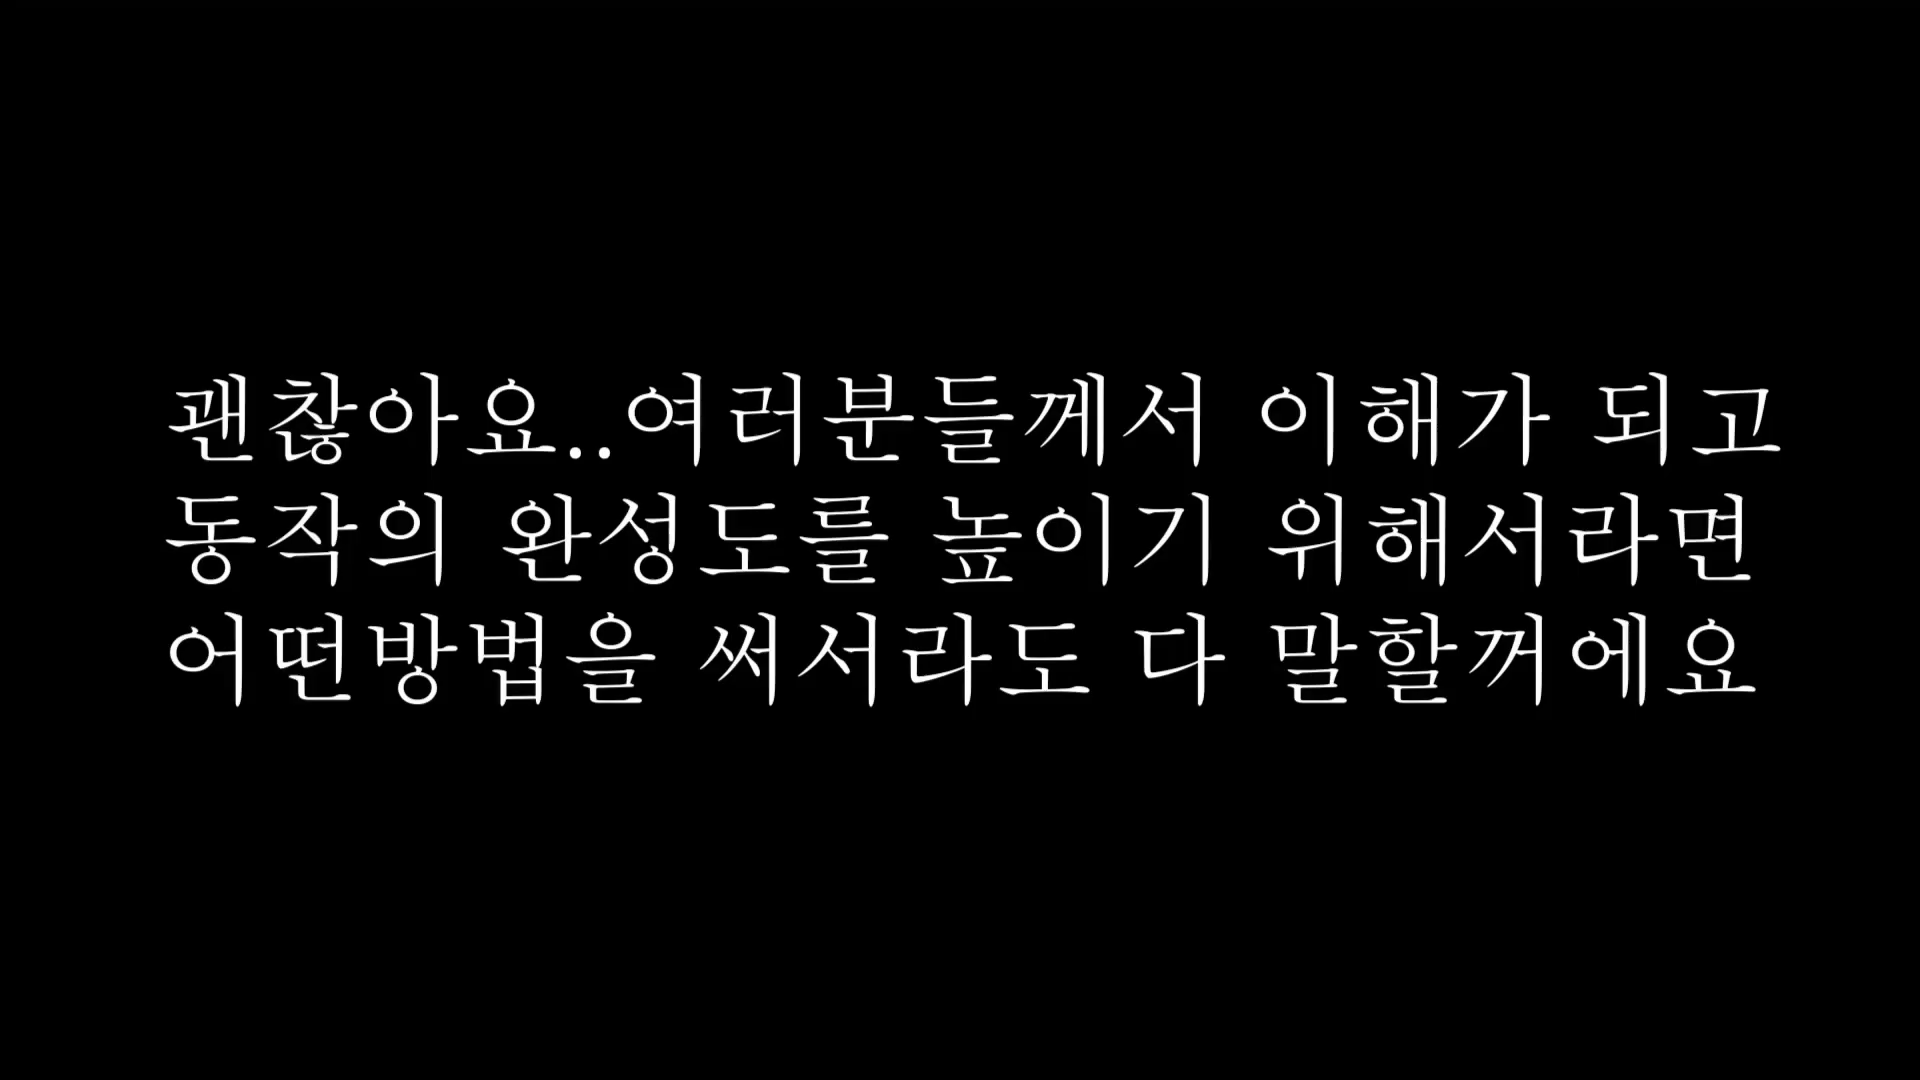 괜찮아요..여러분들께서 이해가 되고
동작의 완성도를 높이기 위해서라면
어떤방법을 써서라도 다 말할꺼에요